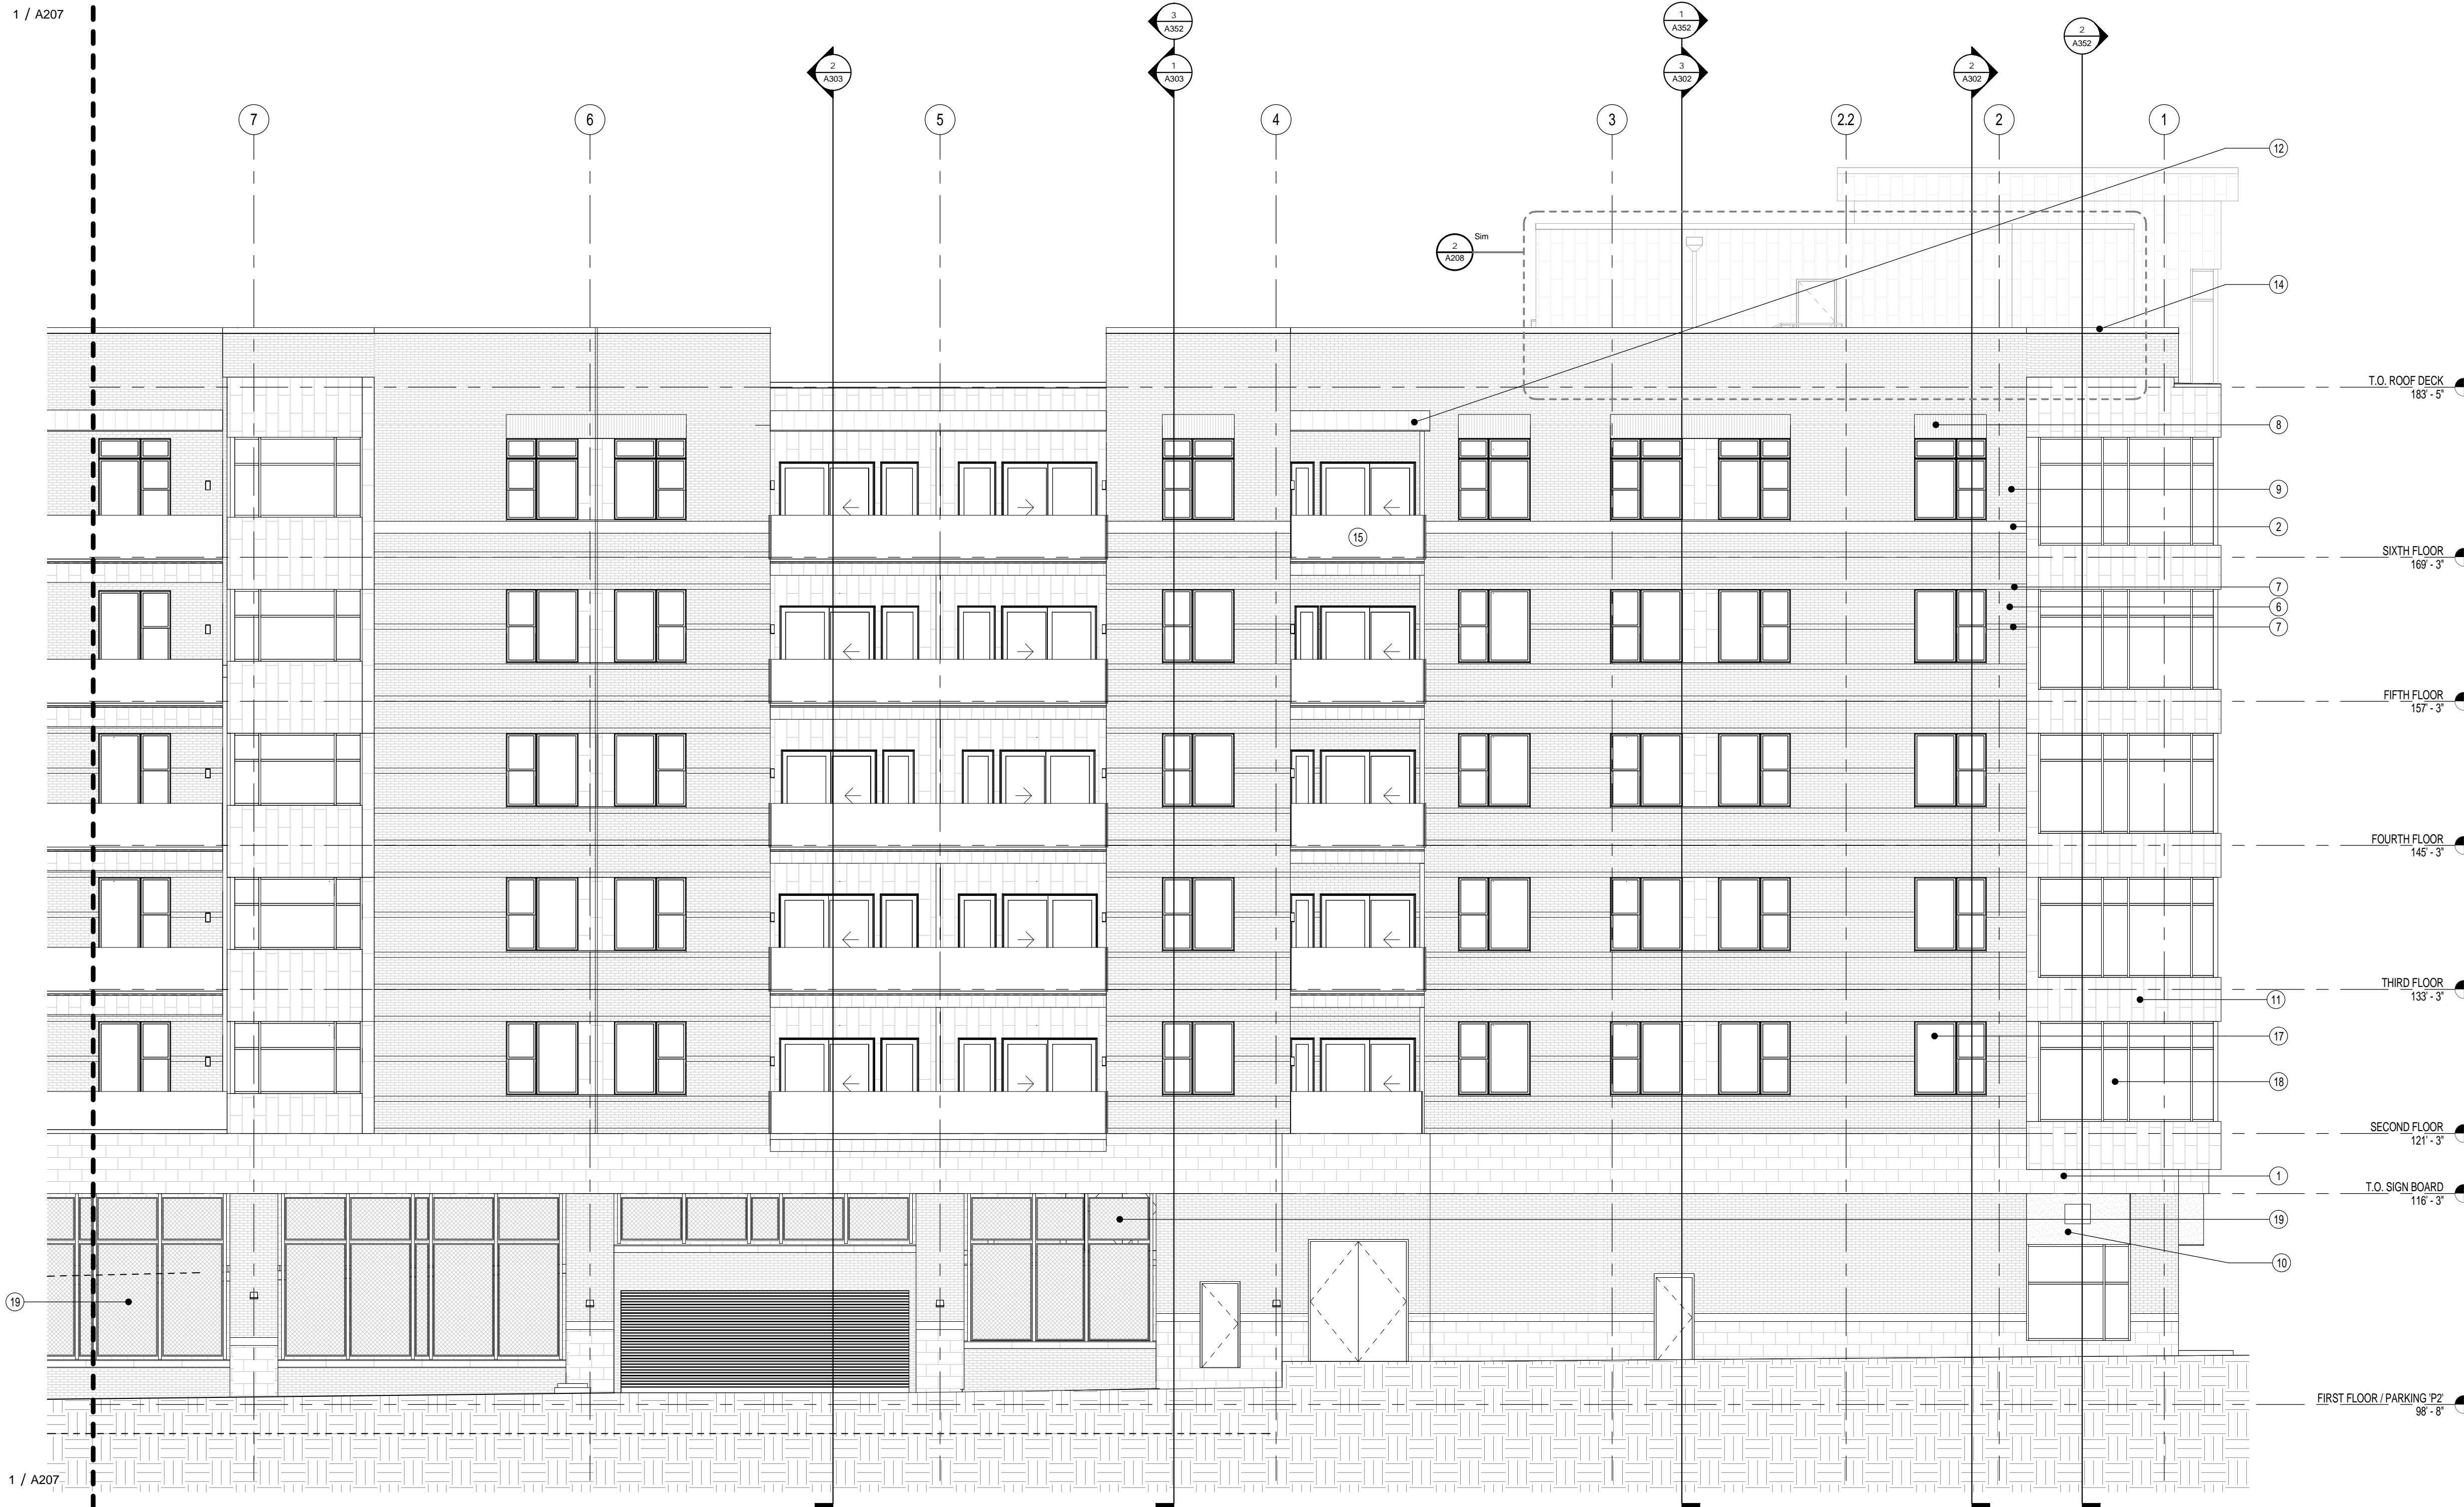 1 / A207
3
A352
1
A352
2
A352
2
A303
1
A303
3
A302
2
A302
7
6
5
4
3
2.2
2
1
12
2
A208
Sim
14
T.O. ROOF DECK
183' - 5"
8
9
2
15
SIXTH FLOOR
169' - 3"
7
6
7
FIFTH FLOOR
157' - 3"
FOURTH FLOOR
145' - 3"
THIRD FLOOR
133' - 3"
11
17
18
SECOND FLOOR
121' - 3"
1
T.O. SIGN BOARD
116' - 3"
19
10
19
FIRST FLOOR / PARKING 'P2'
98' - 8"
1 / A207